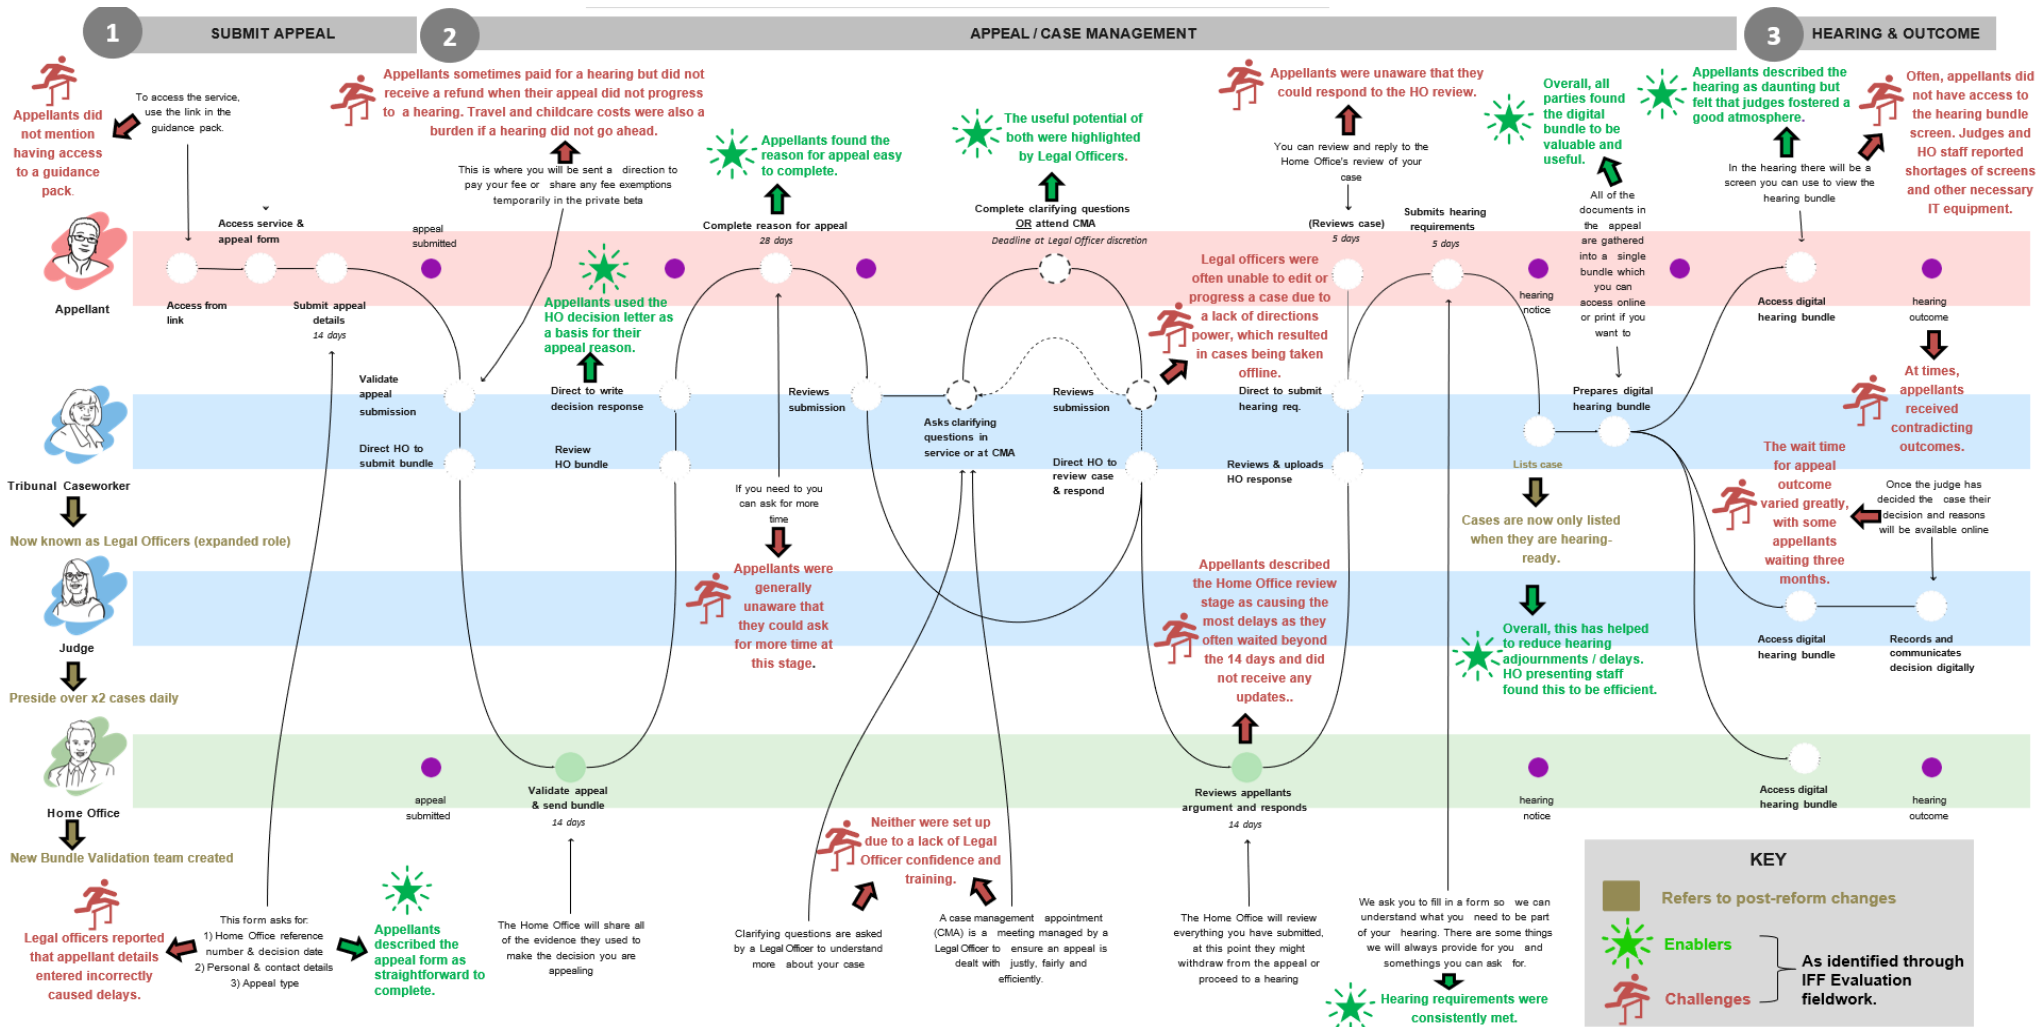 1
SUBMIT APPEAL
2
APPEAL / CASE MANAGEMENT
3
HEARING & OUTCOME
Appellants did
not mention
having access
to a guidance
pack.
To access the service,
use the link in the
guidance pack.
Appellants sometimes paid for a hearing but did not
receive a refund when their appeal did not progress
to a hearing. Travel and childcare costs were also a
burden if a hearing did not go ahead.
This is where you will be sent a direction to
pay your fee or share any fee exemptions
temporarily in the private beta
Appellants found the
reason for appeal easy
to complete.
The useful potential of
both were highlighted
by Legal Officers.
Appellants were unaware that they
could respond to the HO review.
You can review and reply to the
Home Office's review of your
case
Overall, all
parties found
the digital
bundle to be
valuable and
useful.
All of the
documents in
the appeal
are gathered
into a single
bundle which
you can
access online
or print if you
want to
Appellants described the
hearing as daunting but
felt that judges fostered a
good atmosphere.
In the hearing there will be a
screen you can use to view the
hearing bundle
Often, appellants did
not have access to
the hearing bundle
screen. Judges and
HO staff reported
shortages of screens
and other necessary
IT equipment.
Appellant
Access service &
appeal form
Access from
link
Submit appeal
details
14 days
appeal
submitted
Complete reason for appeal
28 days
Complete clarifying questions
OR attend CMA
Deadline at Legal Officer discretion
(Reviews case)
5 days
Submits hearing
requirements
5 days
hearing
notice
Access digital
hearing bundle
hearing
outcome
Appellants used the
HO decision letter as
a basis for their
appeal reason.
Legal officers were
often unable to edit or
progress a case due to
a lack of directions
power, which resulted
in cases being taken
offline.
At times,
appellants
received
contradicting
outcomes.
Tribunal Caseworker
Now known as Legal Officers (expanded role)
Validate
appeal
submission
Direct HO to
submit bundle
Direct to write
decision response
Review
HO bundle
Reviews
submission
Asks clarifying
questions in
service or at CMA
Reviews
submission
Direct HO to
review case
& respond
Direct to submit
hearing req.
Reviews & uploads
HO response
Prepares digital
hearing bundle
Lists case
Cases are now only listed
when they are hearing-
ready.
Overall, this has helped
to reduce hearing
adjournments / delays.
HO presenting staff
found this to be efficient.
The wait time
for appeal
outcome
varied greatly,
with some
appellants
waiting three
months.
Once the judge has
decided the case their
decision and reasons
will be available online
If you need to you
can ask for more
time
Appellants were
generally
unaware that
they could ask
for more time at
this stage.
Appellants described
the Home Office review
stage as causing the
most delays as they
often waited beyond
the 14 days and did
not receive any
updates..
Judge
Preside over x2 cases daily
Access digital
hearing bundle
Records and
communicates
decision digitally
Home Office
New Bundle Validation team created
appeal
submitted
Validate appeal
& send bundle
14 days
Reviews appellants
argument and responds
14 days
hearing
notice
Access digital
hearing bundle
hearing
outcome
Legal officers reported
that appellant details
entered incorrectly
caused delays.
This form asks for:
1) Home Office reference
number & decision date
2) Personal & contact details
3) Appeal type
Appellants
described the
appeal form as
straightforward to
complete.
The Home Office will share all
of the evidence they used to
make the decision you are
appealing
Neither were set up
due to a lack of Legal
Officer confidence and
training.
Clarifying questions are asked
by a Legal Officer to understand
more about your case
A case management appointment
(CMA) is a meeting managed by a
Legal Officer to ensure an appeal is
dealt with justly, fairly and
efficiently.
The Home Office will review
everything you have submitted,
at this point they might
withdraw from the appeal or
proceed to a hearing
We ask you to fill in a form so we can
understand what you need to be part
of your hearing. There are some things
we will always provide for you and
somethings you can ask for.
Hearing requirements were
consistently met.
KEY
Refers to post-reform changes
Enablers
Challenges
As identified through
IFF Evaluation
fieldwork.